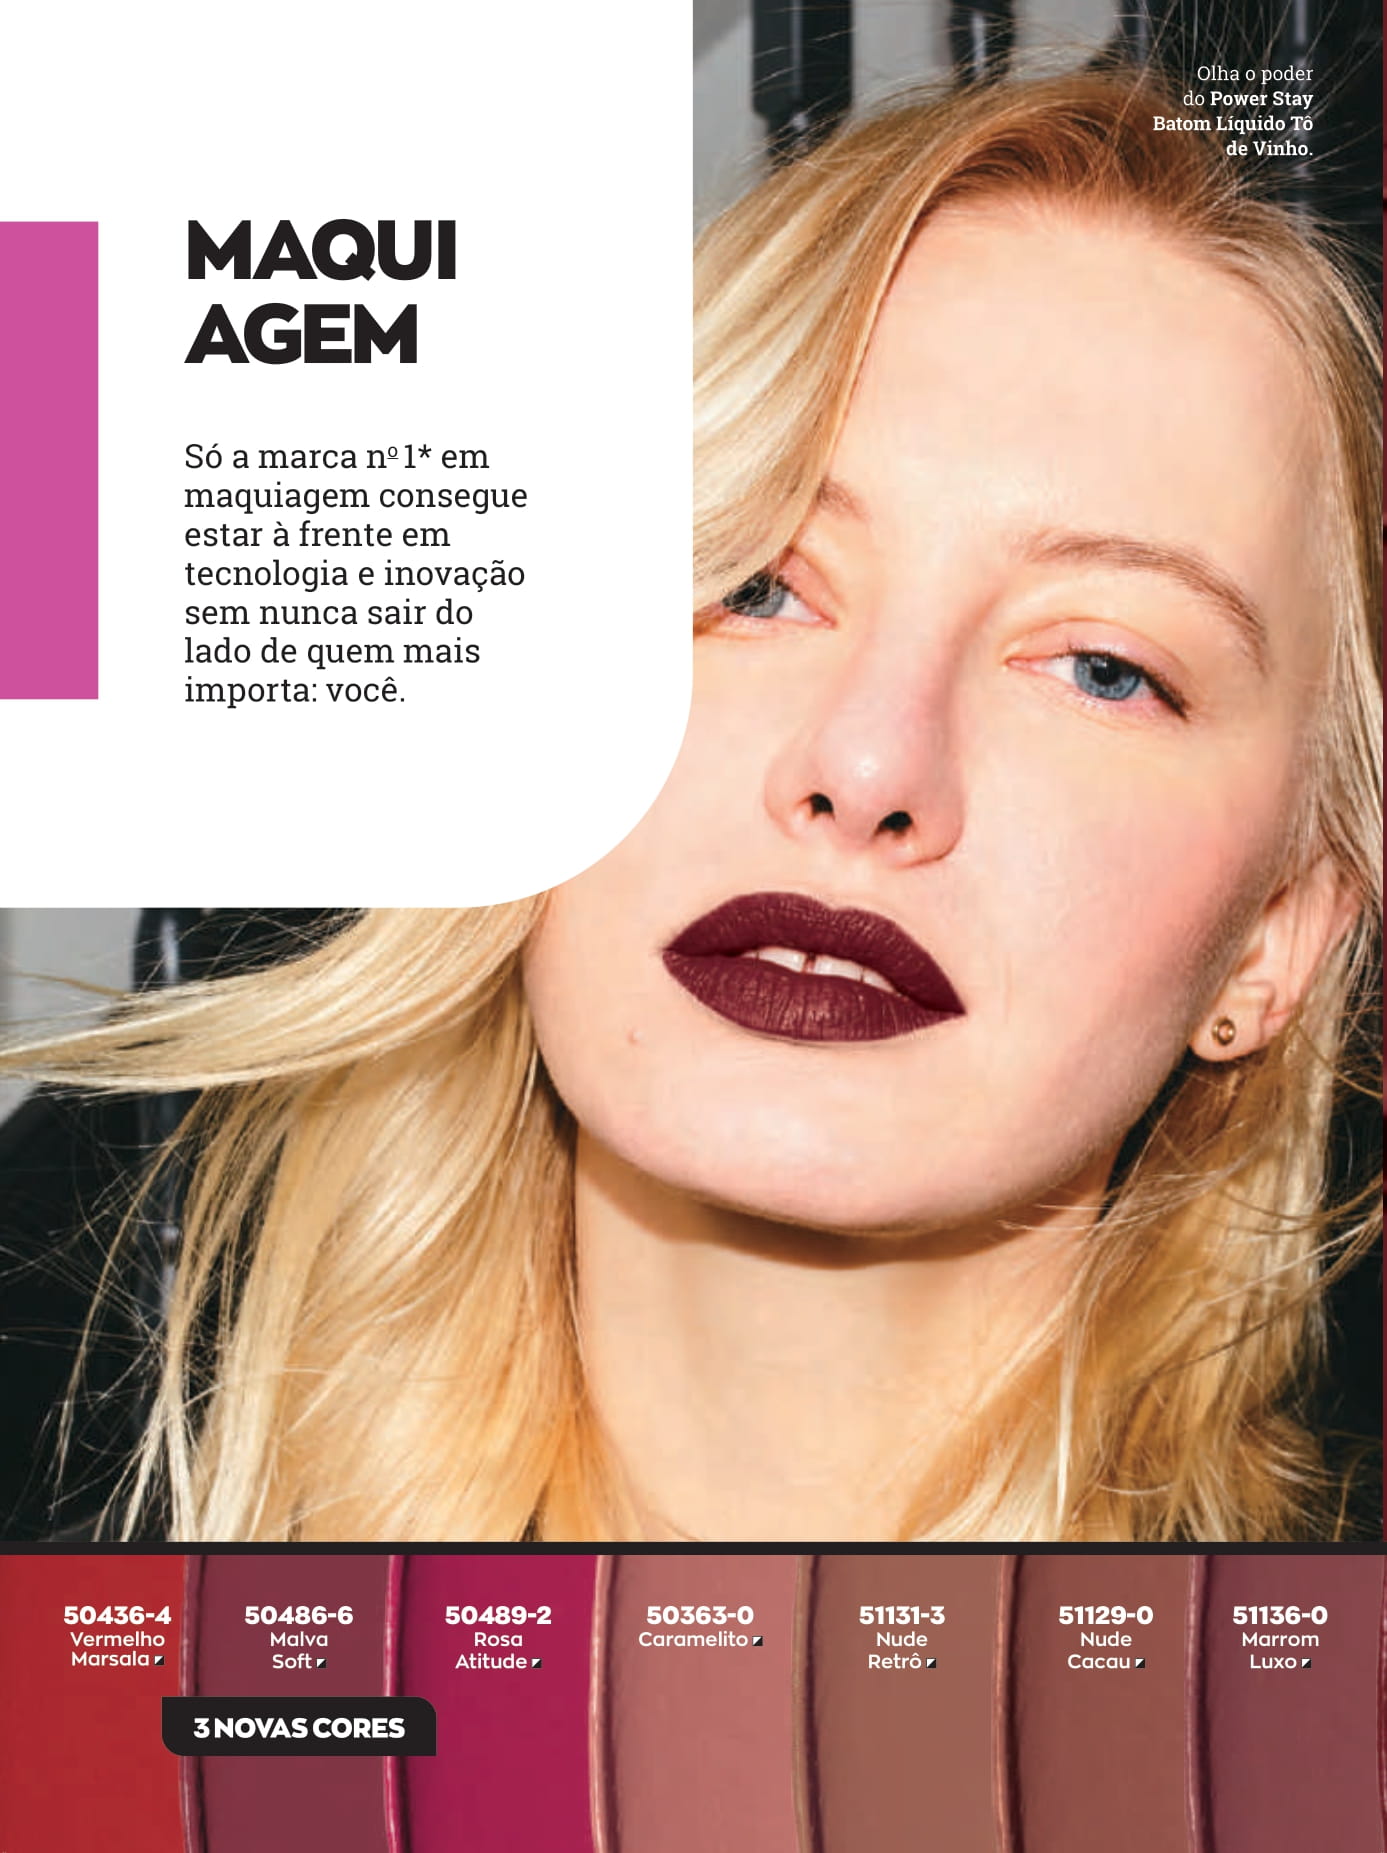 Olha o poder
do Power Stay
Batom Líquido Tô
de Vinho.
MAQUI
AGEM
Só a marca nº 1* em
maquiagem consegue
estar à frente em
tecnologia e inovação
sem nunca sair do
lado de quem mais
importa: você.
50436-4
Vermelho
Marsala
50486-6
Malva
Soft
50489-2
Rosa
Atitude
50363-0
Caramelito
51131-3
Nude
Retrô
51129-0
Nude
Cacau
51136-0
Marrom
Luxo
3 NOVAS CORES